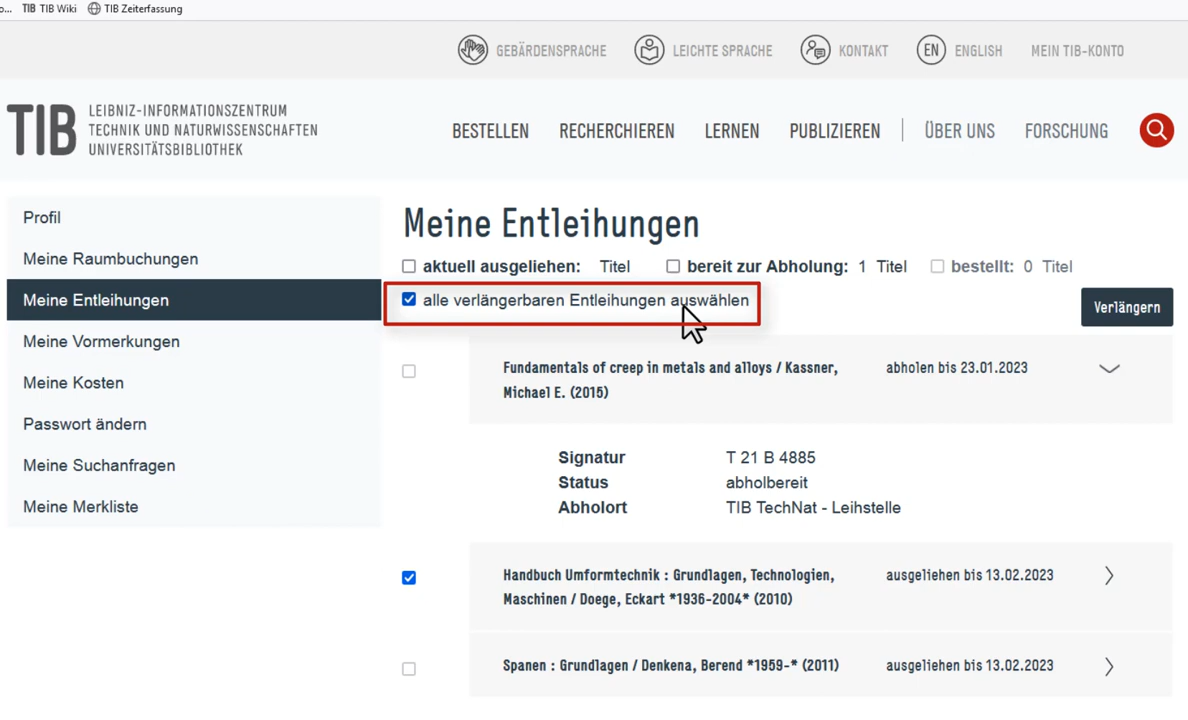 TIB TIB Wiki TIB Zeiterfassung
GEBÄRDENSPRACHE LEICHTE SPRACHE KONTAKT EN ENGLISH MEIN TIB-KONTO
TIB
LEIBNIZ-INFORMATIONSZENTRUM
TECHNIK UND NATURWISSENSCHAFTEN
UNIVERSITÄTSBIBLIOTHEK
BESTELLEN RECHERCHIEREN LERNEN PUBLIZIEREN ÜBER UNS FORSCHUNG
Profil
Meine Raumbuchungen
Meine Entleihungen
Meine Vormerkungen
Meine Kosten
Passwort ändern
Meine Suchanfragen
Meine Merkliste
Meine Entleihungen
aktuell ausgeliehen: Titel bereit zur Abholung: 1 Titel bestellt: 0 Titel
alle verlängerbaren Entleihungen auswählen
Verlängern
Fundamentals of creep in metals and alloys / Kassner, abholen bis 23.01.2023
Michael E. (2015)
Signatur T 21 B 4885
Status abholbereit
Abholort TIB TechNat - Leihstelle
Handbuch Umformtechnik : Grundlagen, Technologien, ausgeliehen bis 13.02.2023
Maschinen / Doege, Eckart *1936-2004* (2010)
Spanen : Grundlagen / Denkena, Berend *1959-* (2011) ausgeliehen bis 13.02.2023